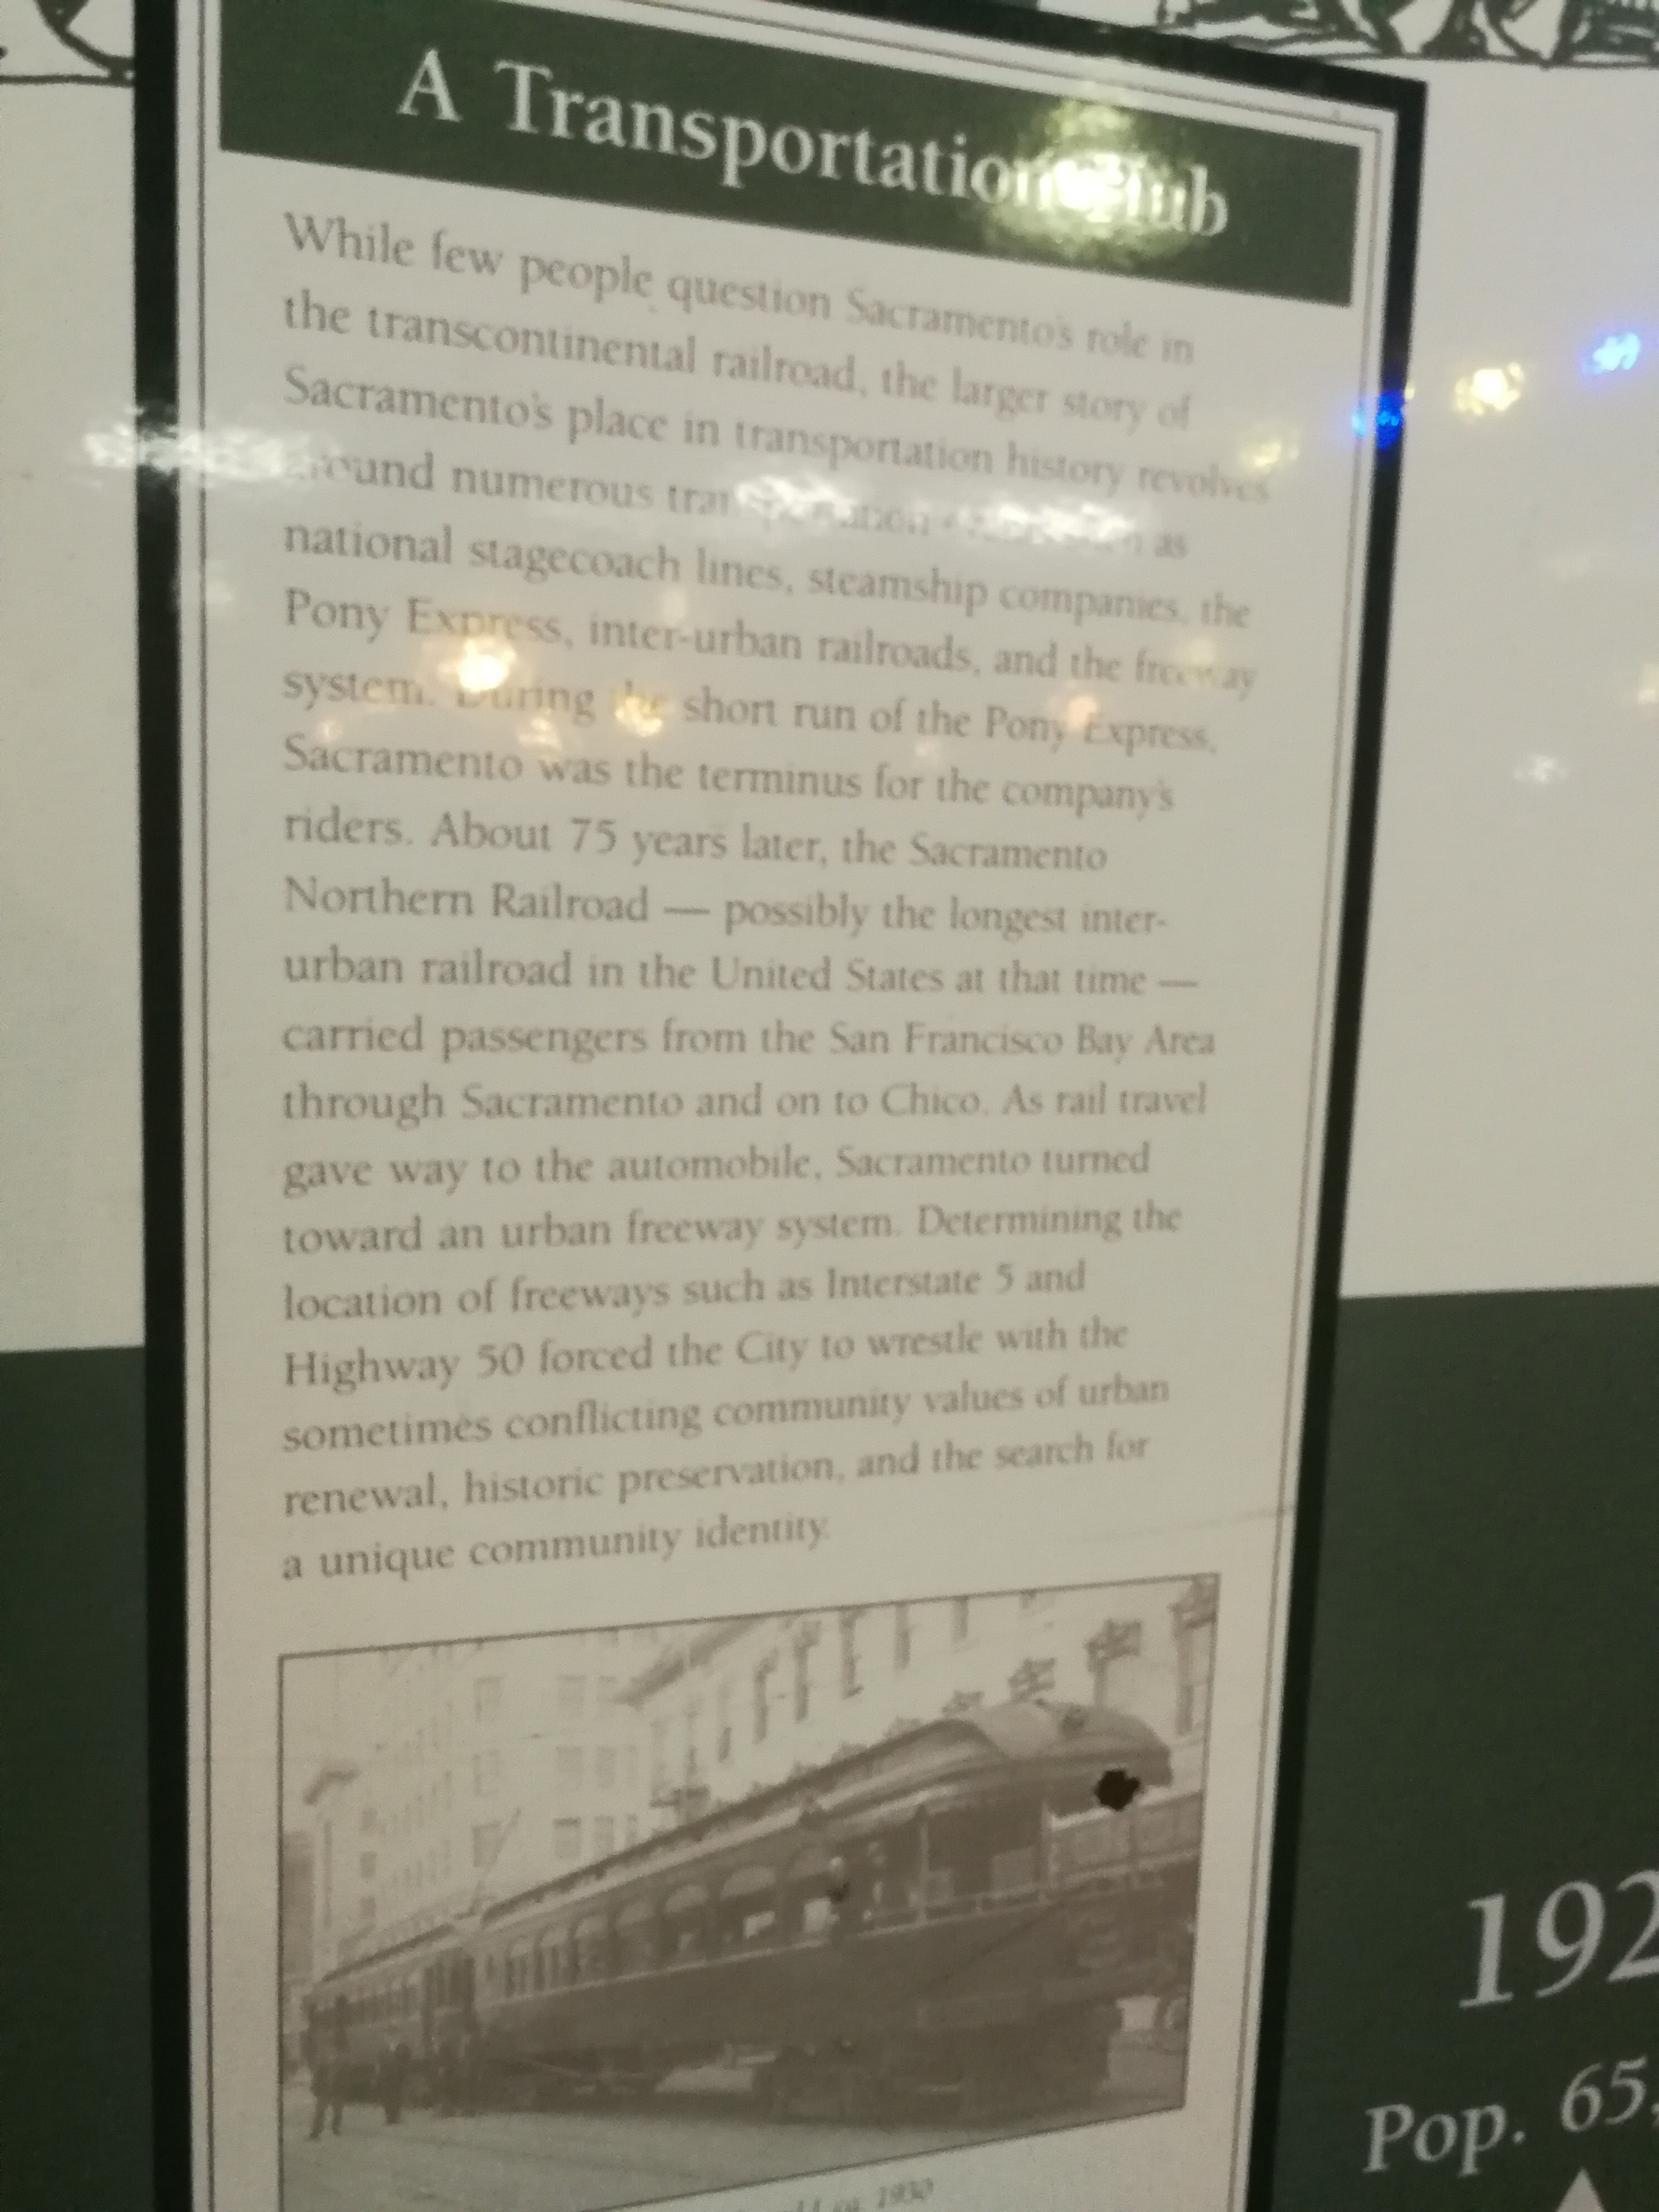 A Transportation Hub
While few people question Sacramento's role in
the transcontinental railroad, the larger story of
Sacramento's place in transportation history revolves
around numerous transportation as
national stagecoach lines, steamship companies, the
Pony Express, inter-urban railroads, and the freeway
system. During the short run of the Pony Express,
Sacramento was the terminus for the company's
riders. About 75 years later, the Sacramento
Northern Railroad — possibly the longest inter-
urban railroad in the United States at that time —
carried passengers from the San Francisco Bay Area
through Sacramento and on to Chico. As rail travel
gave way to the automobile, Sacramento turned
toward an urban freeway system. Determining the
location of freeways such as Interstate 5 and
Highway 50 forced the City to wrestle with the
sometimes conflicting community values of urban
renewal, historic preservation, and the search for
a unique community identity.
1930
192
Pop. 65,